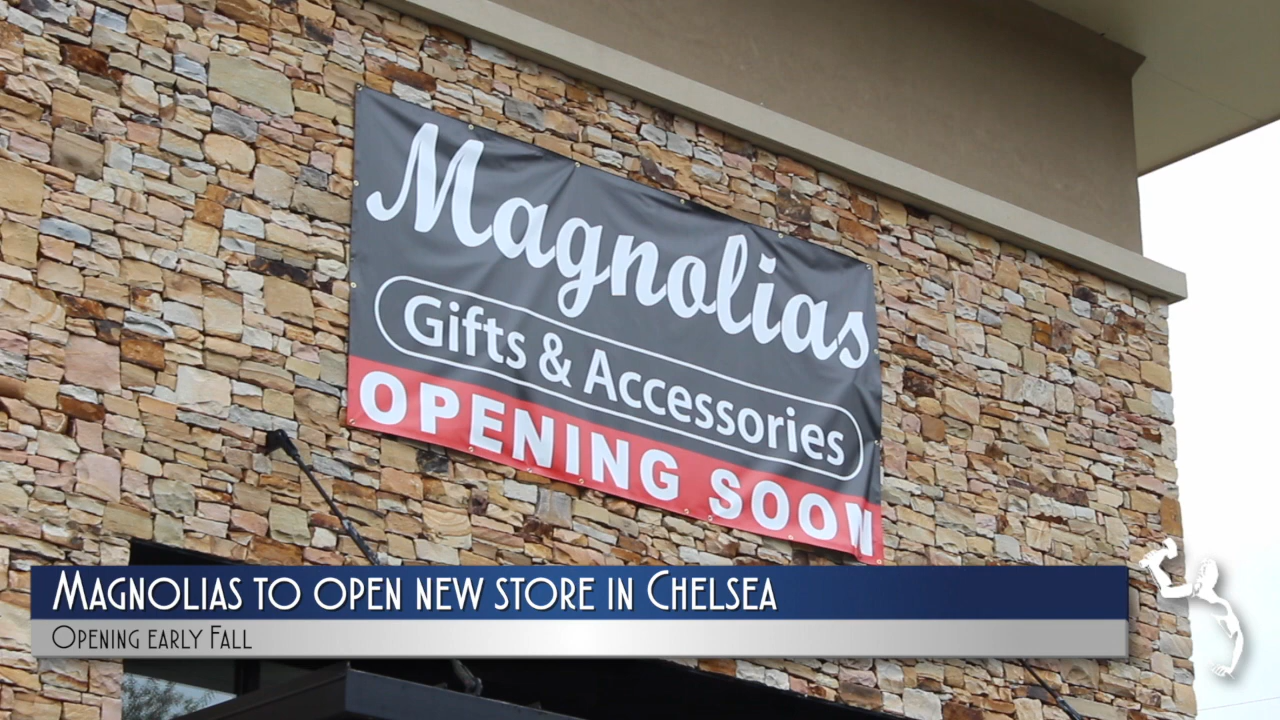 Magnolias
Gifts & Accessories
OPENING SOON
Magnolias to open new store in Chelsea
Opening early Fall